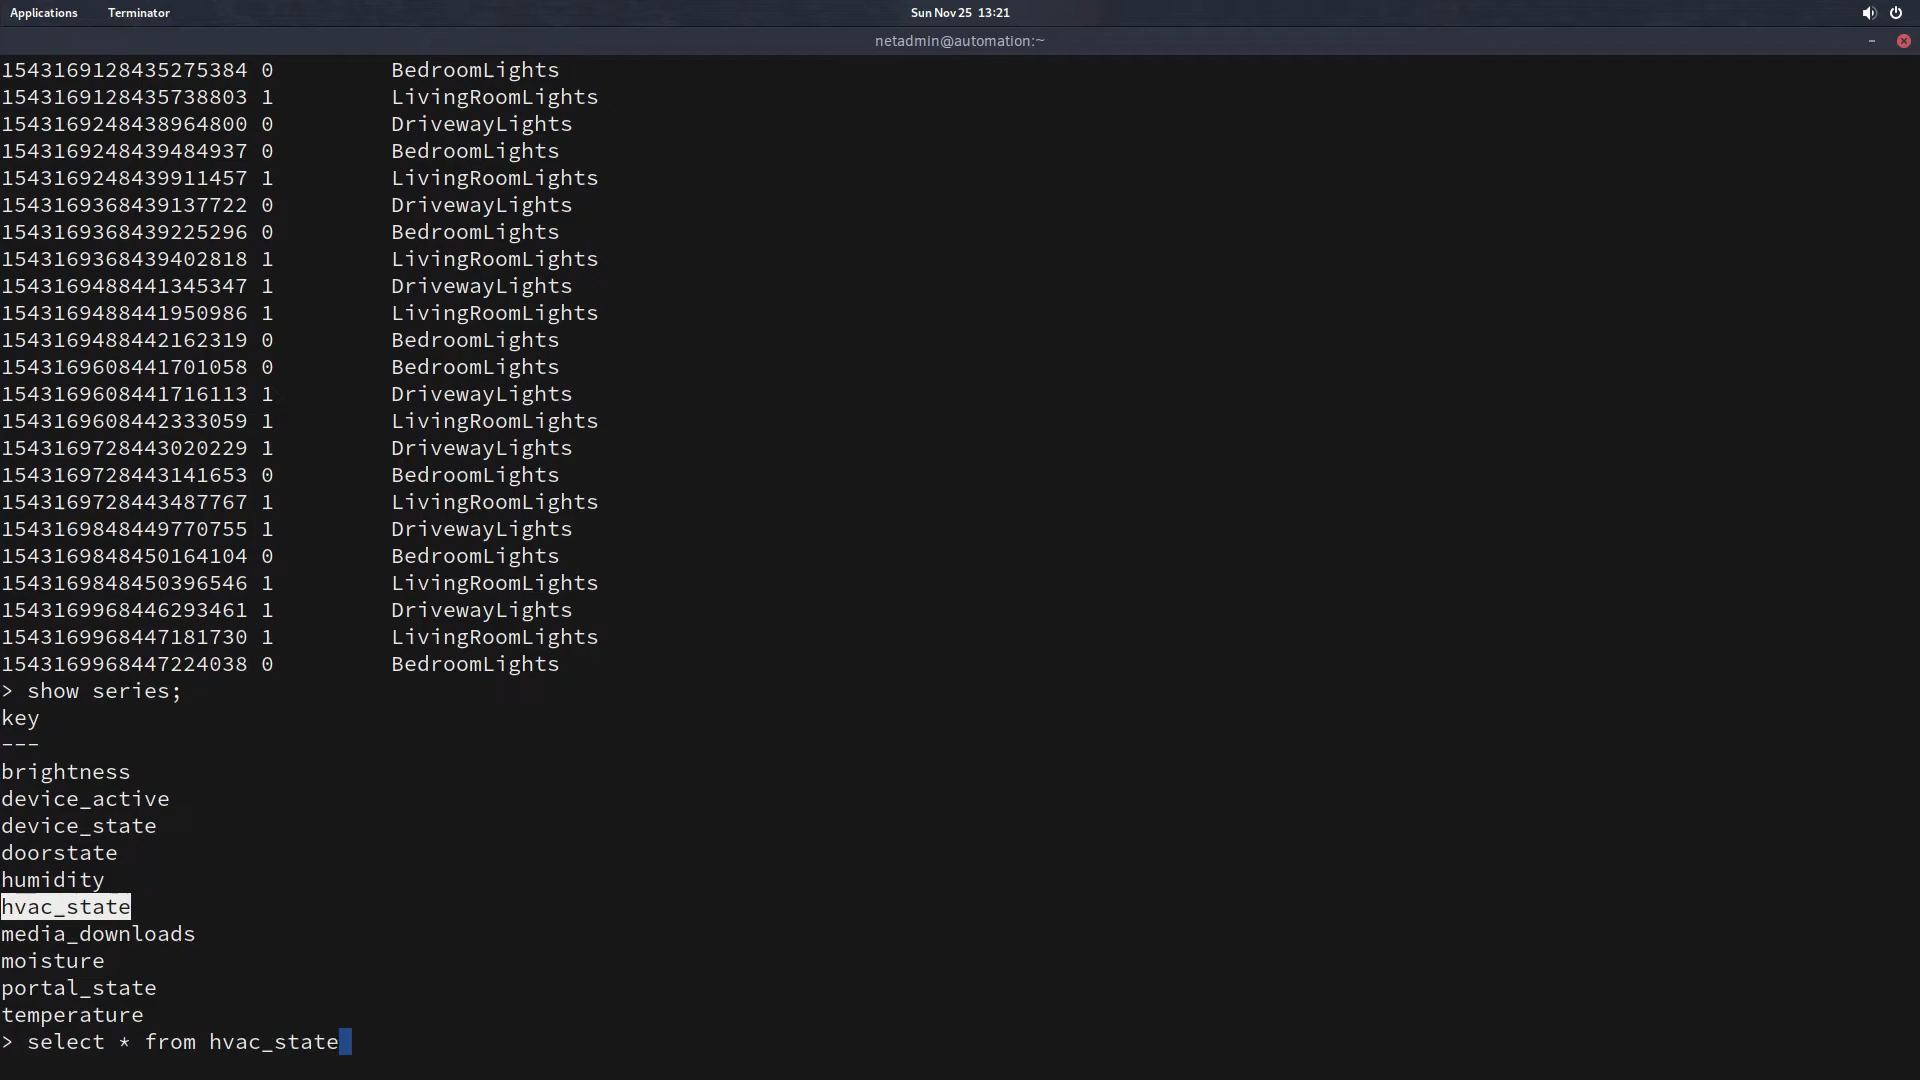 Applications Terminator Sun Nov 25 13:21
netadmin@automation:~
1543169128435275384 0 BedroomLights
1543169128435738803 1 LivingRoomLights
1543169248438964800 0 DrivewayLights
1543169248439484937 0 BedroomLights
1543169248439911457 1 LivingRoomLights
1543169368439137722 0 DrivewayLights
1543169368439225296 0 BedroomLights
1543169368439402818 1 LivingRoomLights
1543169488441345347 1 DrivewayLights
1543169488441950986 1 LivingRoomLights
1543169488442162319 0 BedroomLights
1543169608441701058 0 BedroomLights
1543169608441716113 1 DrivewayLights
1543169608442333059 1 LivingRoomLights
1543169728443020229 1 DrivewayLights
1543169728443141653 0 BedroomLights
1543169728443487767 1 LivingRoomLights
1543169848449770755 1 DrivewayLights
1543169848450164104 0 BedroomLights
1543169848450396546 1 LivingRoomLights
1543169968446293461 1 DrivewayLights
1543169968447181730 1 LivingRoomLights
1543169968447224038 0 BedroomLights
> show series;
key
---
brightness
device_active
device_state
doorstate
humidity
hvac_state
media_downloads
moisture
portal_state
temperature
> select * from hvac_state